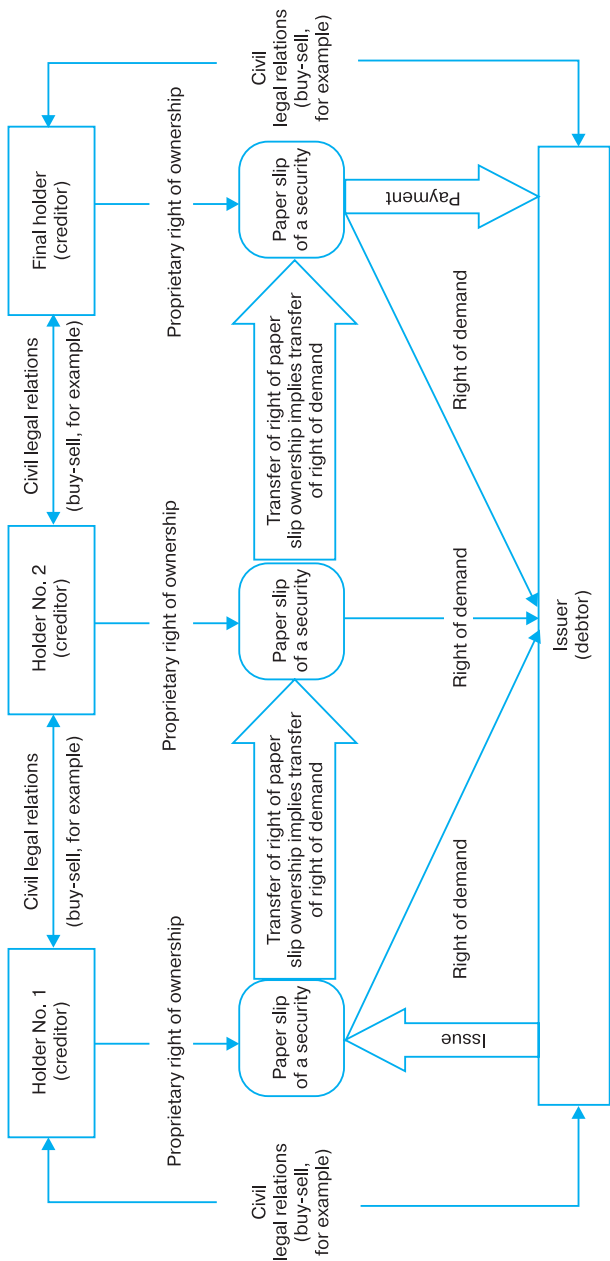 Civil
legal relations
(buy-sell,
for example)
Holder No. 1
(creditor)
Civil legal relations
(buy-sell, for example)
Holder No. 2
(creditor)
Civil legal relations
(buy-sell, for example)
Final holder
(creditor)
Civil
legal relations
(buy-sell,
for example)
Proprietary right of ownership
Proprietary right of ownership
Proprietary right of ownership
Paper slip
of a security
Transfer of right of paper
slip ownership implies transfer
of right of demand
Paper slip
of a security
Transfer of right of paper
slip ownership implies transfer
of right of demand
Paper slip
of a security
Issue
Right of demand
Right of demand
Right of demand
Payment
Issuer
(debtor)